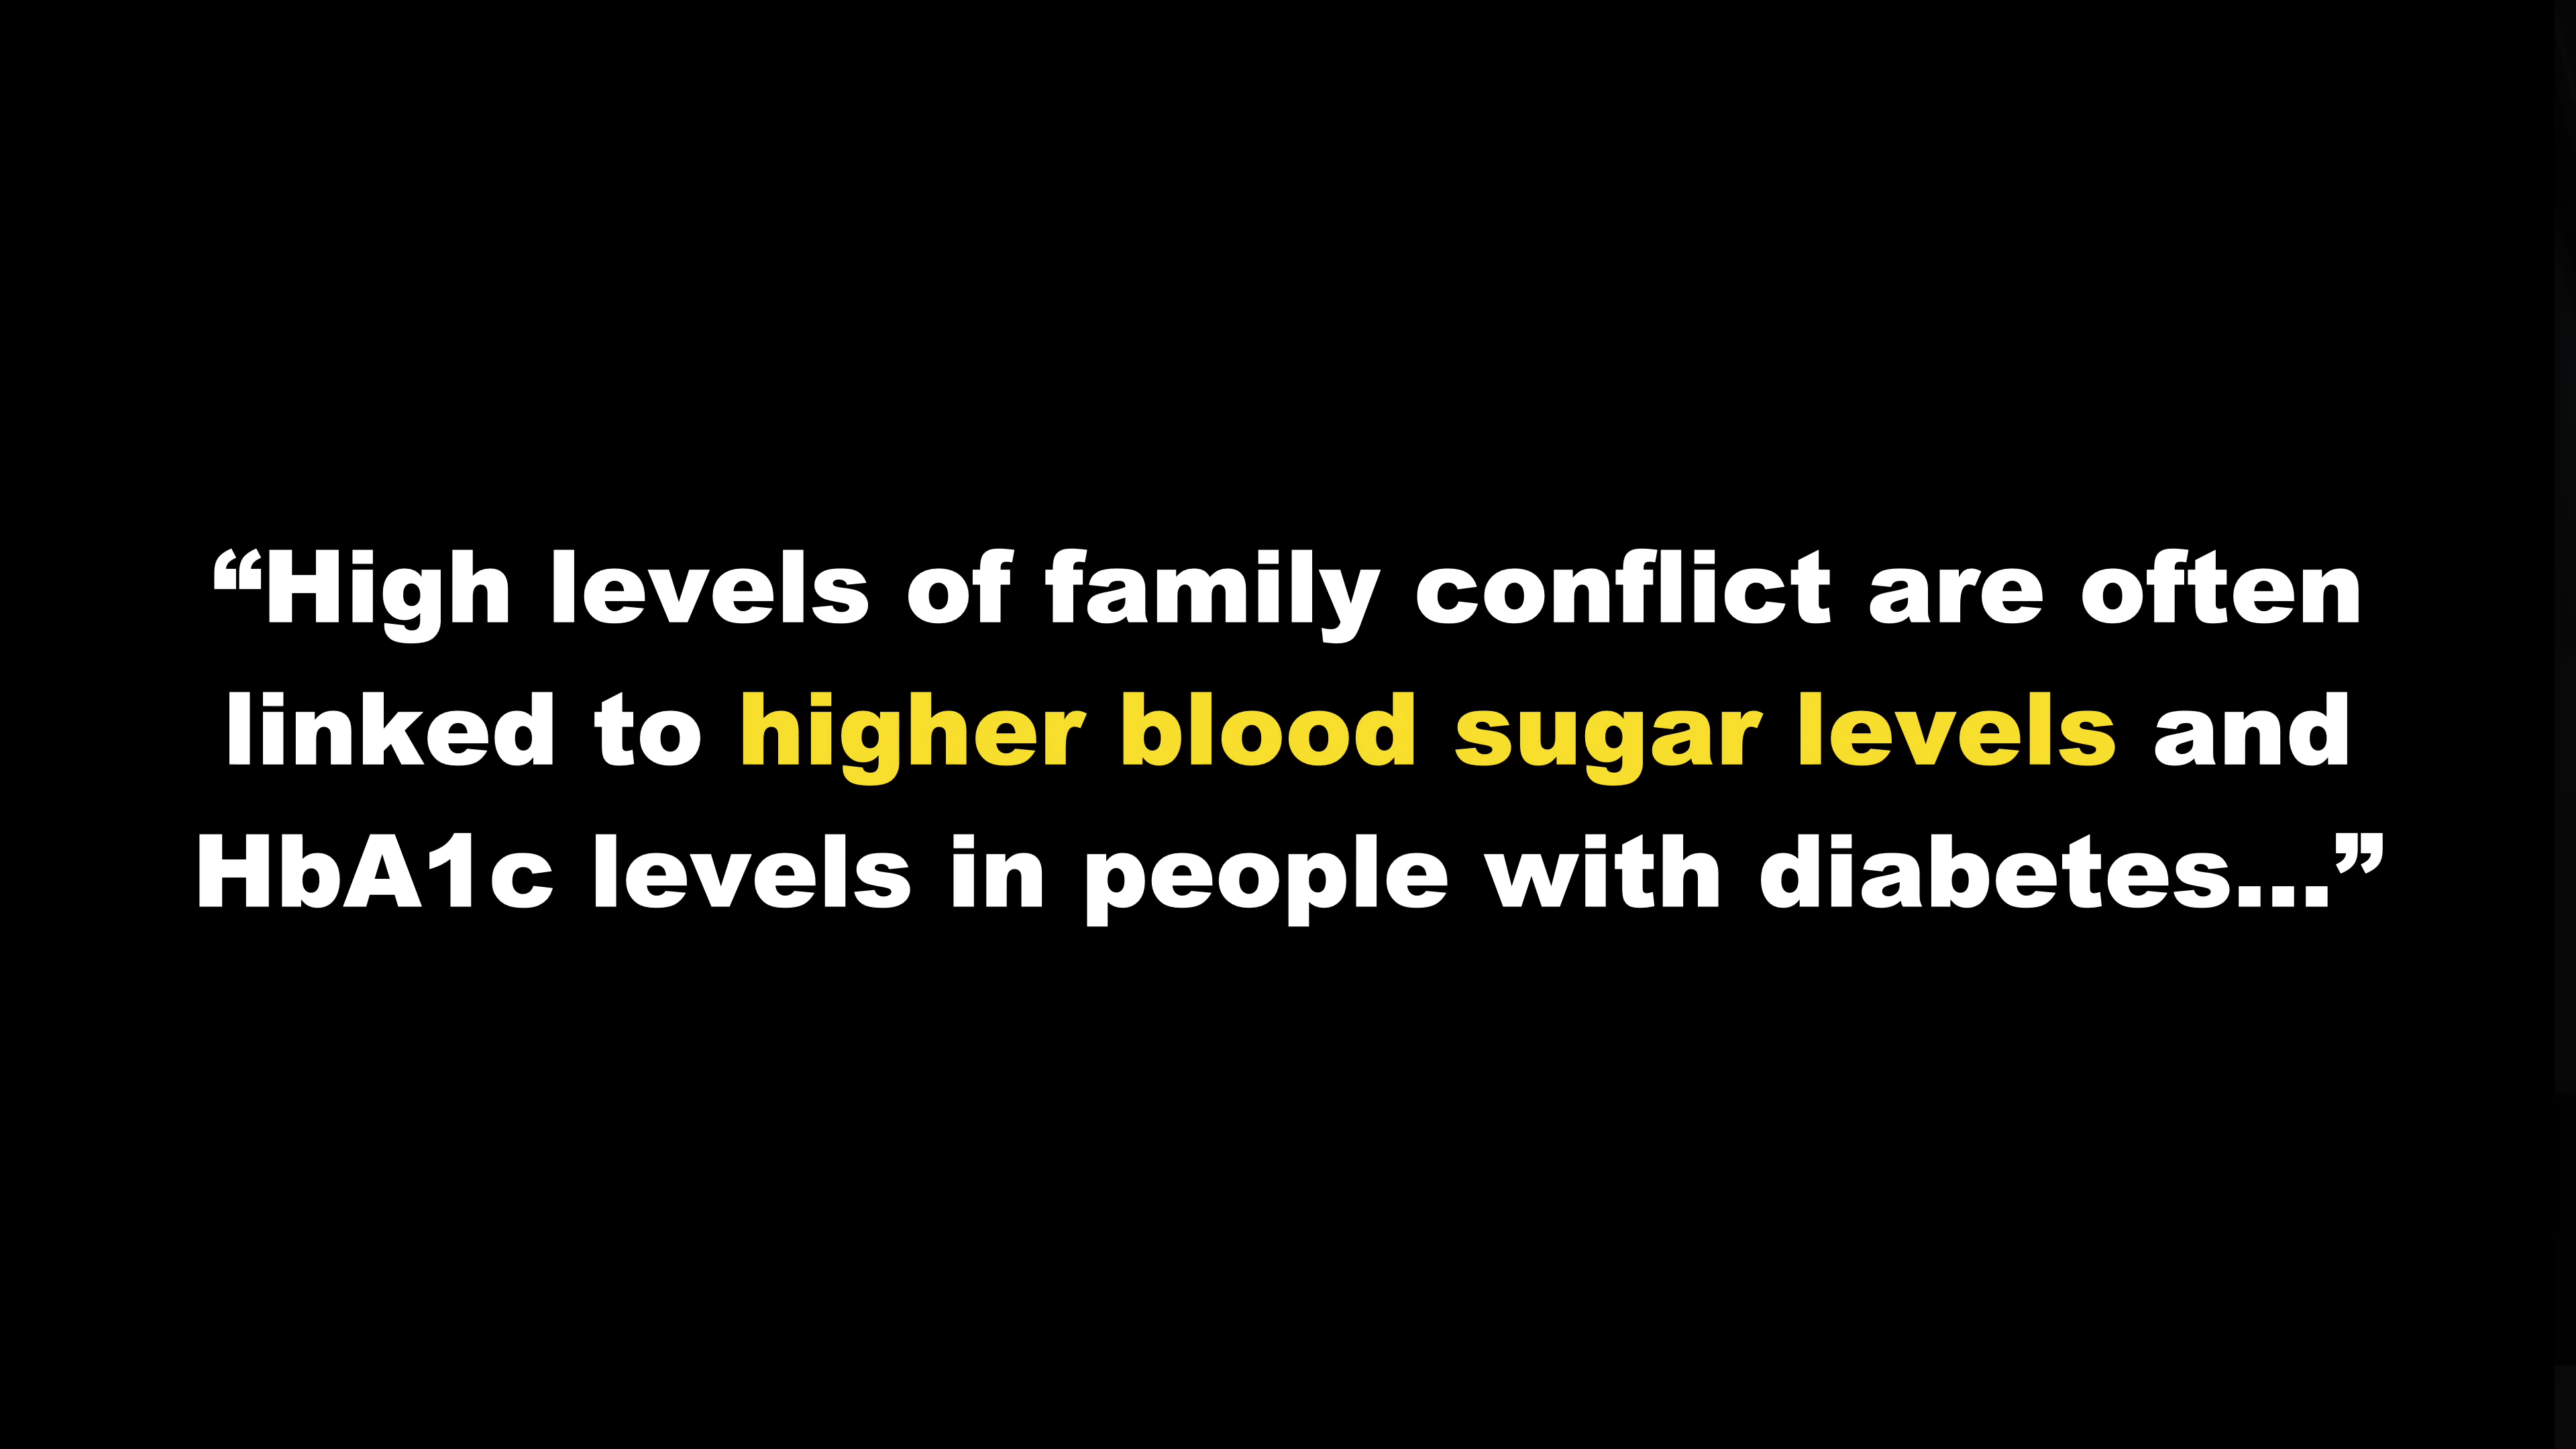 “High levels of family conflict are often
linked to higher blood sugar levels and
HbA1c levels in people with diabetes...”